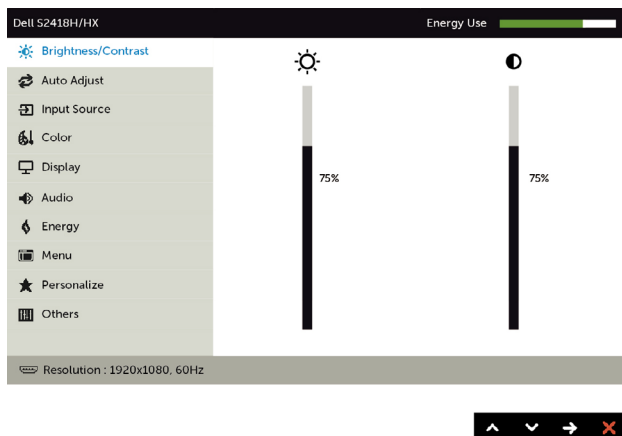 Dell S2418H/HX Energy Use
Brightness/Contrast
Auto Adjust
Input Source
Color
Display
75% 75%
Audio
Energy
Menu
Personalize
Others
Resolution : 1920x1080, 60Hz